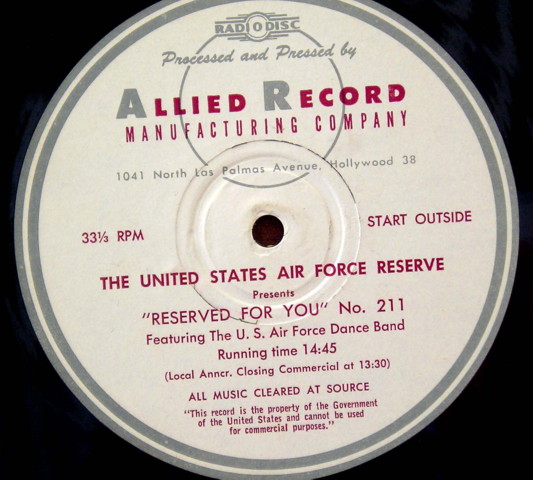 RADIODISC
Processed and Pressed by
ALLIED RECORD
MANUFACTURING COMPANY
1041 North Las Palmas Avenue, Hollywood 38
33⅓ RPM
START OUTSIDE
THE UNITED STATES AIR FORCE RESERVE
Presents
"RESERVED FOR YOU" No. 211
Featuring The U. S. Air Force Dance Band
Running time 14:45
(Local Anncr. Closing Commercial at 13:30)
ALL MUSIC CLEARED AT SOURCE
"This record is the property of the Government
of the United States and cannot be used
for commercial purposes."